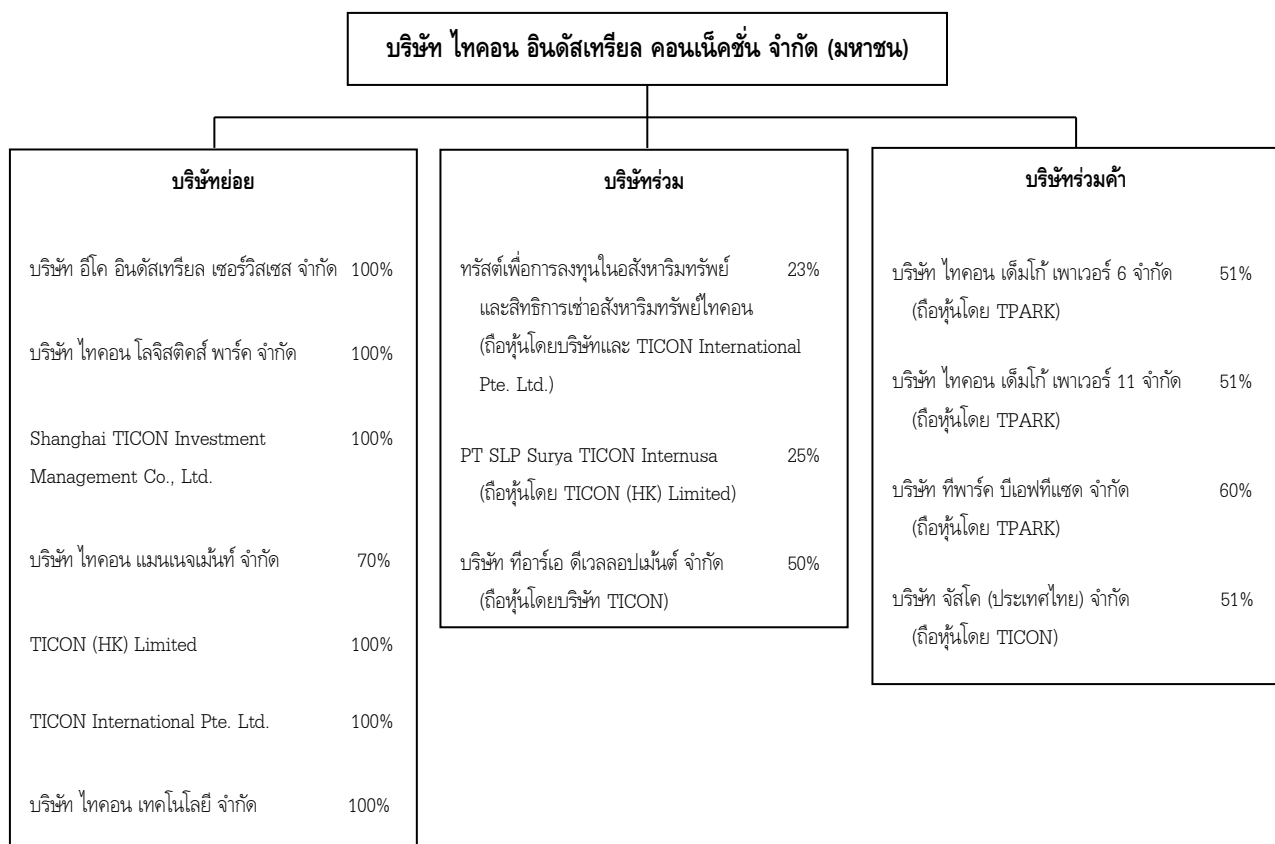 บริษัท ไทคอน อินดัสเทรียล คอนเน็คชั่น จำกัด (มหาชน)
บริษัทย่อย
บริษัท อีโค อินดัสเทรียล เซอร์วิสเซส จำกัด 100%
บริษัท ไทคอน โลจิสติคส์ พาร์ค จำกัด 100%
Shanghai TICON Investment 100%
Management Co., Ltd.
บริษัท ไทคอน แมนเนจเม้นท์ จำกัด 70%
TICON (HK) Limited 100%
TICON International Pte. Ltd. 100%
บริษัท ไทคอน เทคโนโลยี จำกัด 100%
บริษัทร่วม
ทรัสต์เพื่อการลงทุนในอสังหาริมทรัพย์ 23%
และสิทธิการเช่าอสังหาริมทรัพย์ไทคอน
(ถือหุ้นโดยบริษัทและ TICON International
Pte. Ltd.)
PT SLP Surya TICON Internusa 25%
(ถือหุ้นโดย TICON (HK) Limited)
บริษัท ทีอาร์เอ ดีเวลลอปเม้นต์ จำกัด 50%
(ถือหุ้นโดยบริษัท TICON)
บริษัทร่วมค้า
บริษัท ไทคอน เด็มโก้ เพาเวอร์ 6 จำกัด 51%
(ถือหุ้นโดย TPARK)
บริษัท ไทคอน เด็มโก้ เพาเวอร์ 11 จำกัด 51%
(ถือหุ้นโดย TPARK)
บริษัท ทีพาร์ค บีเอฟทีแซด จำกัด 60%
(ถือหุ้นโดย TPARK)
บริษัท จัสโค (ประเทศไทย) จำกัด 51%
(ถือหุ้นโดย TICON)